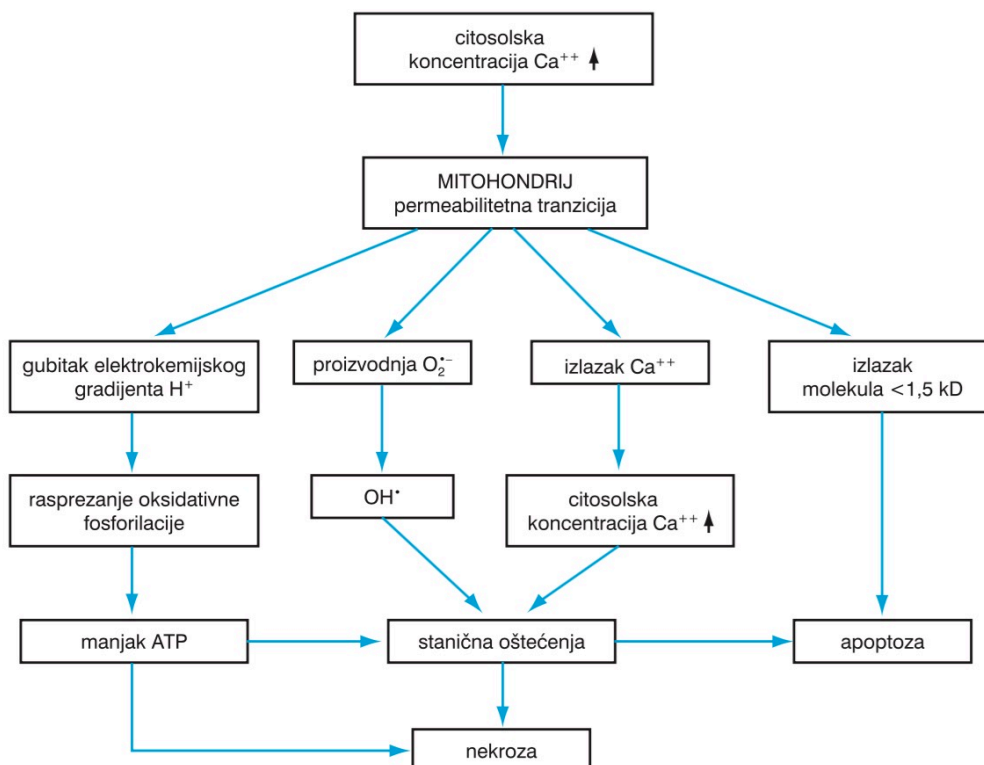 citosolska
koncentracija Ca⁺⁺ ↑
MITOHONDRIJ
permeabilitetna tranzicija
gubitak elektrokemijskog
gradijenta H⁺
proizvodnja O₂•⁻
izlazak Ca⁺⁺
izlazak
molekula <1,5 kD
rasprezanje oksidativne
fosforilacije
OH•
citosolska
koncentracija Ca⁺⁺ ↑
manjak ATP
stanična oštećenja
apoptoza
nekroza